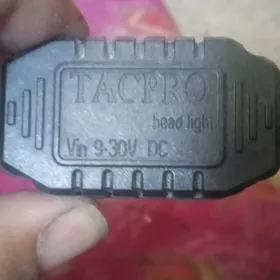 TACPRO
head light
Vin 9-30V DC